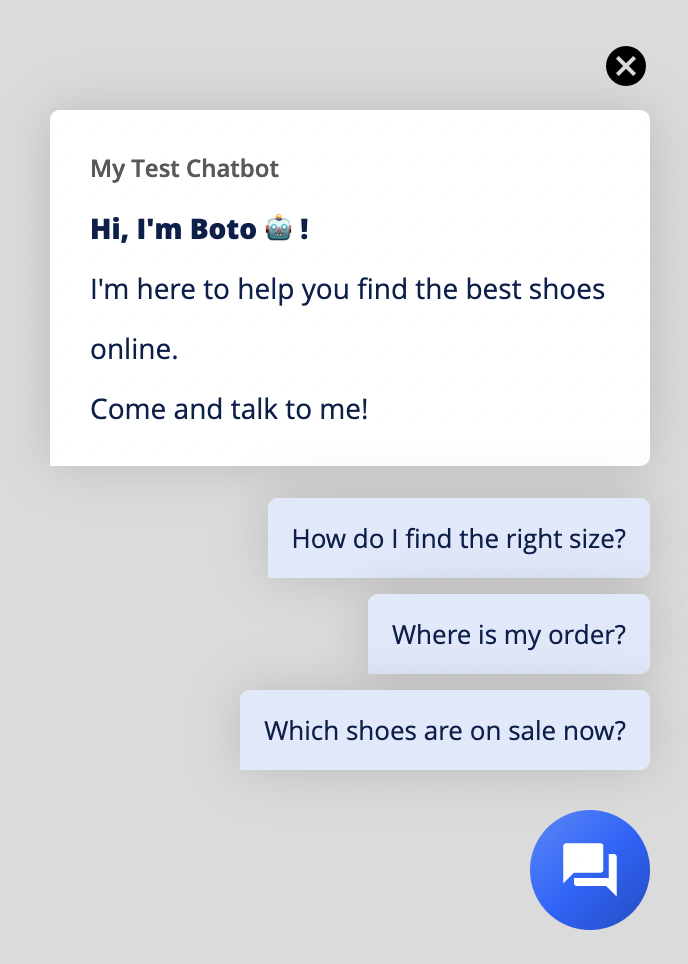 My Test Chatbot
Hi, I'm Boto 🤖 !
I'm here to help you find the best shoes
online.
Come and talk to me!
How do I find the right size?
Where is my order?
Which shoes are on sale now?